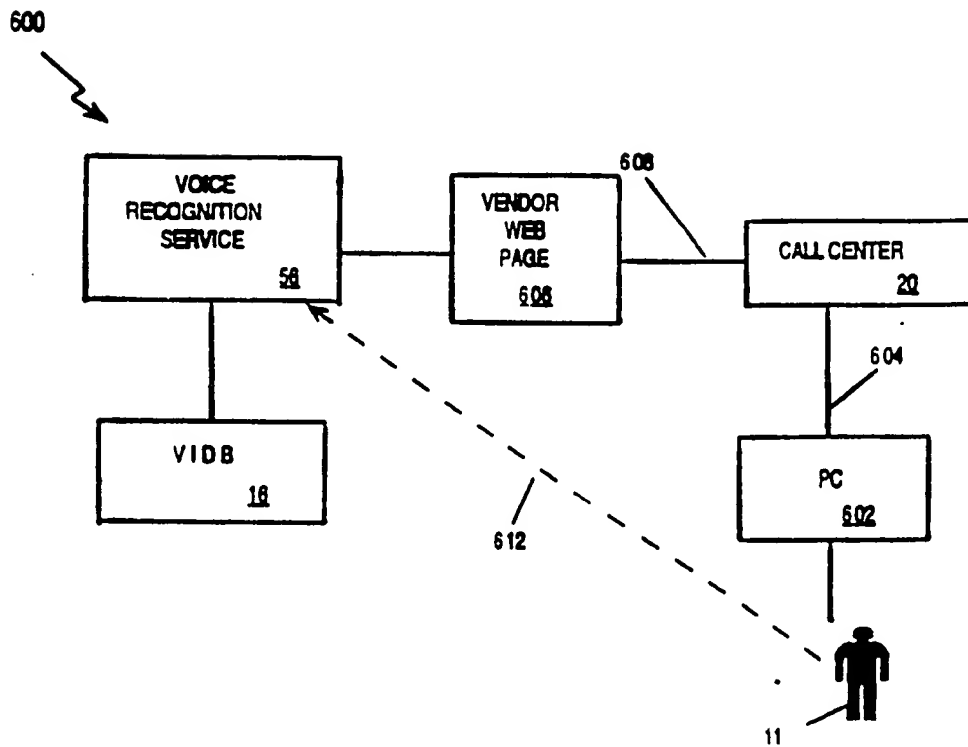 600
VOICE
RECOGNITION
SERVICE
56
VENDOR
WEB
PAGE
606
608
CALL CENTER
20
604
VIDB
16
PC
602
612
11